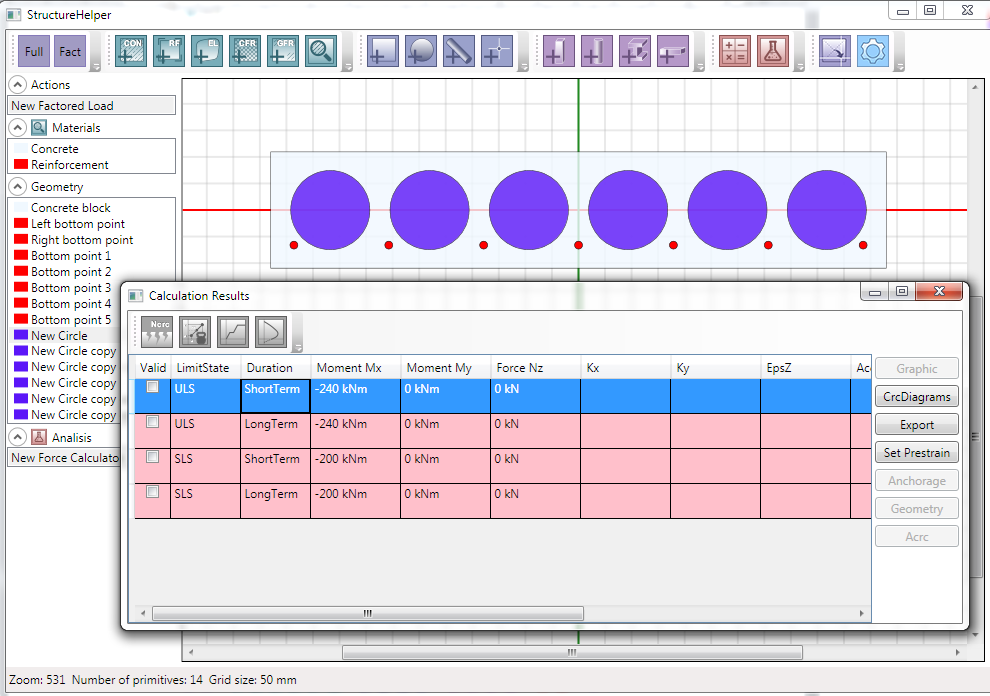 StructureHelper
Full Fact CON RF EL CFR GFR
Actions
New Factored Load
Materials
Concrete
Reinforcement
Geometry
Concrete block
Left bottom point
Right bottom point
Bottom point 1
Bottom point 2
Bottom point 3
Bottom point 4
Bottom point 5
New Circle
New Circle copy
New Circle copy
New Circle copy
New Circle copy
New Circle copy
Analisis
New Force Calculato
Calculation Results
Ncrc
Valid LimitState Duration Moment Mx Moment My Force Nz Kx Ky EpsZ Ac
ULS ShortTerm -240 kNm 0 kNm 0 kN
ULS LongTerm -240 kNm 0 kNm 0 kN
SLS ShortTerm -200 kNm 0 kNm 0 kN
SLS LongTerm -200 kNm 0 kNm 0 kN
Graphic
CrcDiagrams
Export
Set Prestrain
Anchorage
Geometry
Acrc
Zoom: 531 Number of primitives: 14 Grid size: 50 mm